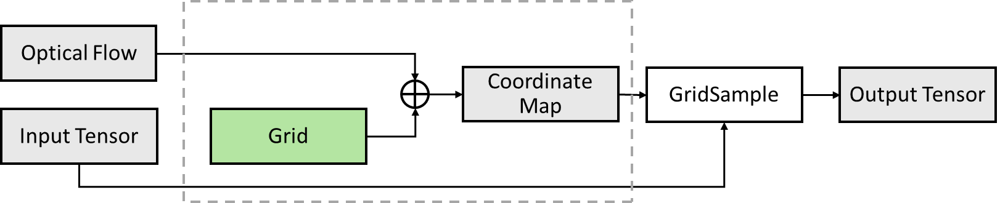 Optical Flow
Input Tensor
Grid
Coordinate
Map
GridSample
Output Tensor